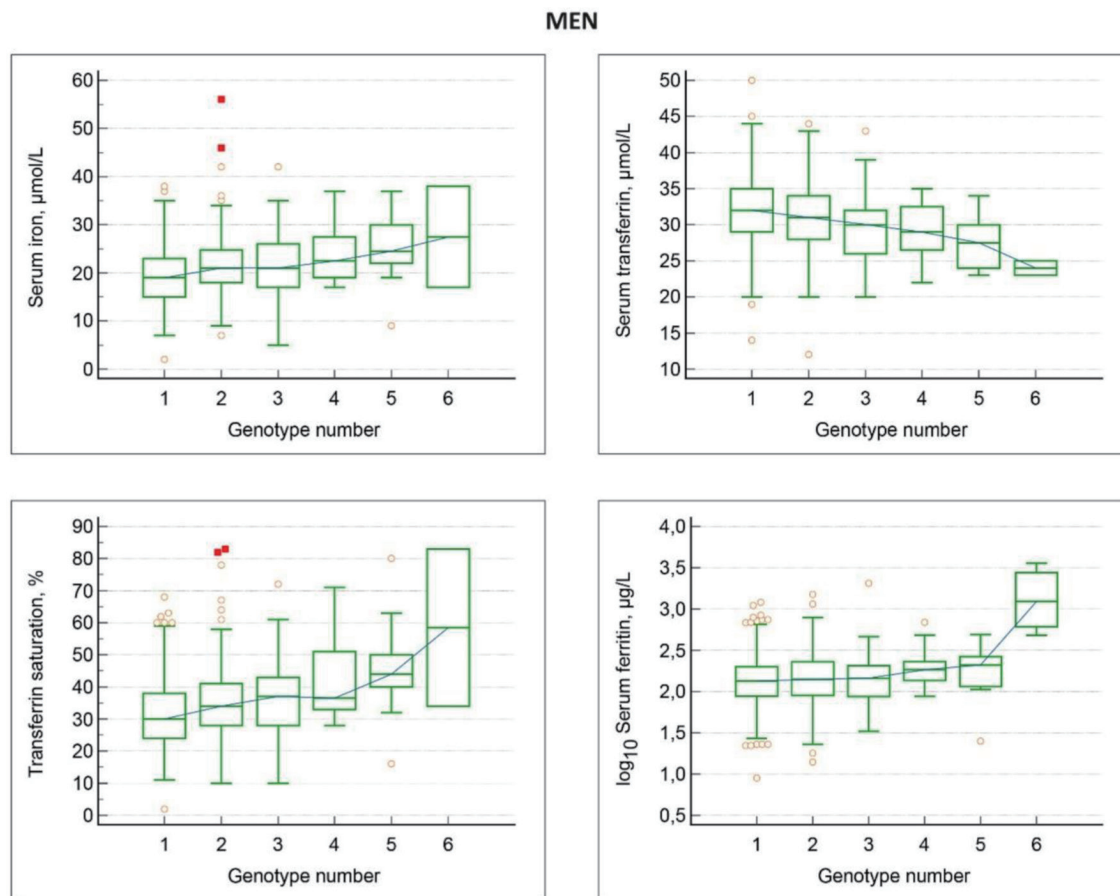 MEN
60
50
40
30
20
10
0
Serum iron, µmol/L
1 2 3 4 5 6
Genotype number
50
45
40
35
30
25
20
15
10
Serum transferrin, µmol/L
1 2 3 4 5 6
Genotype number
90
80
70
60
50
40
30
20
10
0
Transferrin saturation, %
1 2 3 4 5 6
Genotype number
4,0
3,5
3,0
2,5
2,0
1,5
1,0
0,5
log10 Serum ferritin, µg/L
1 2 3 4 5 6
Genotype number